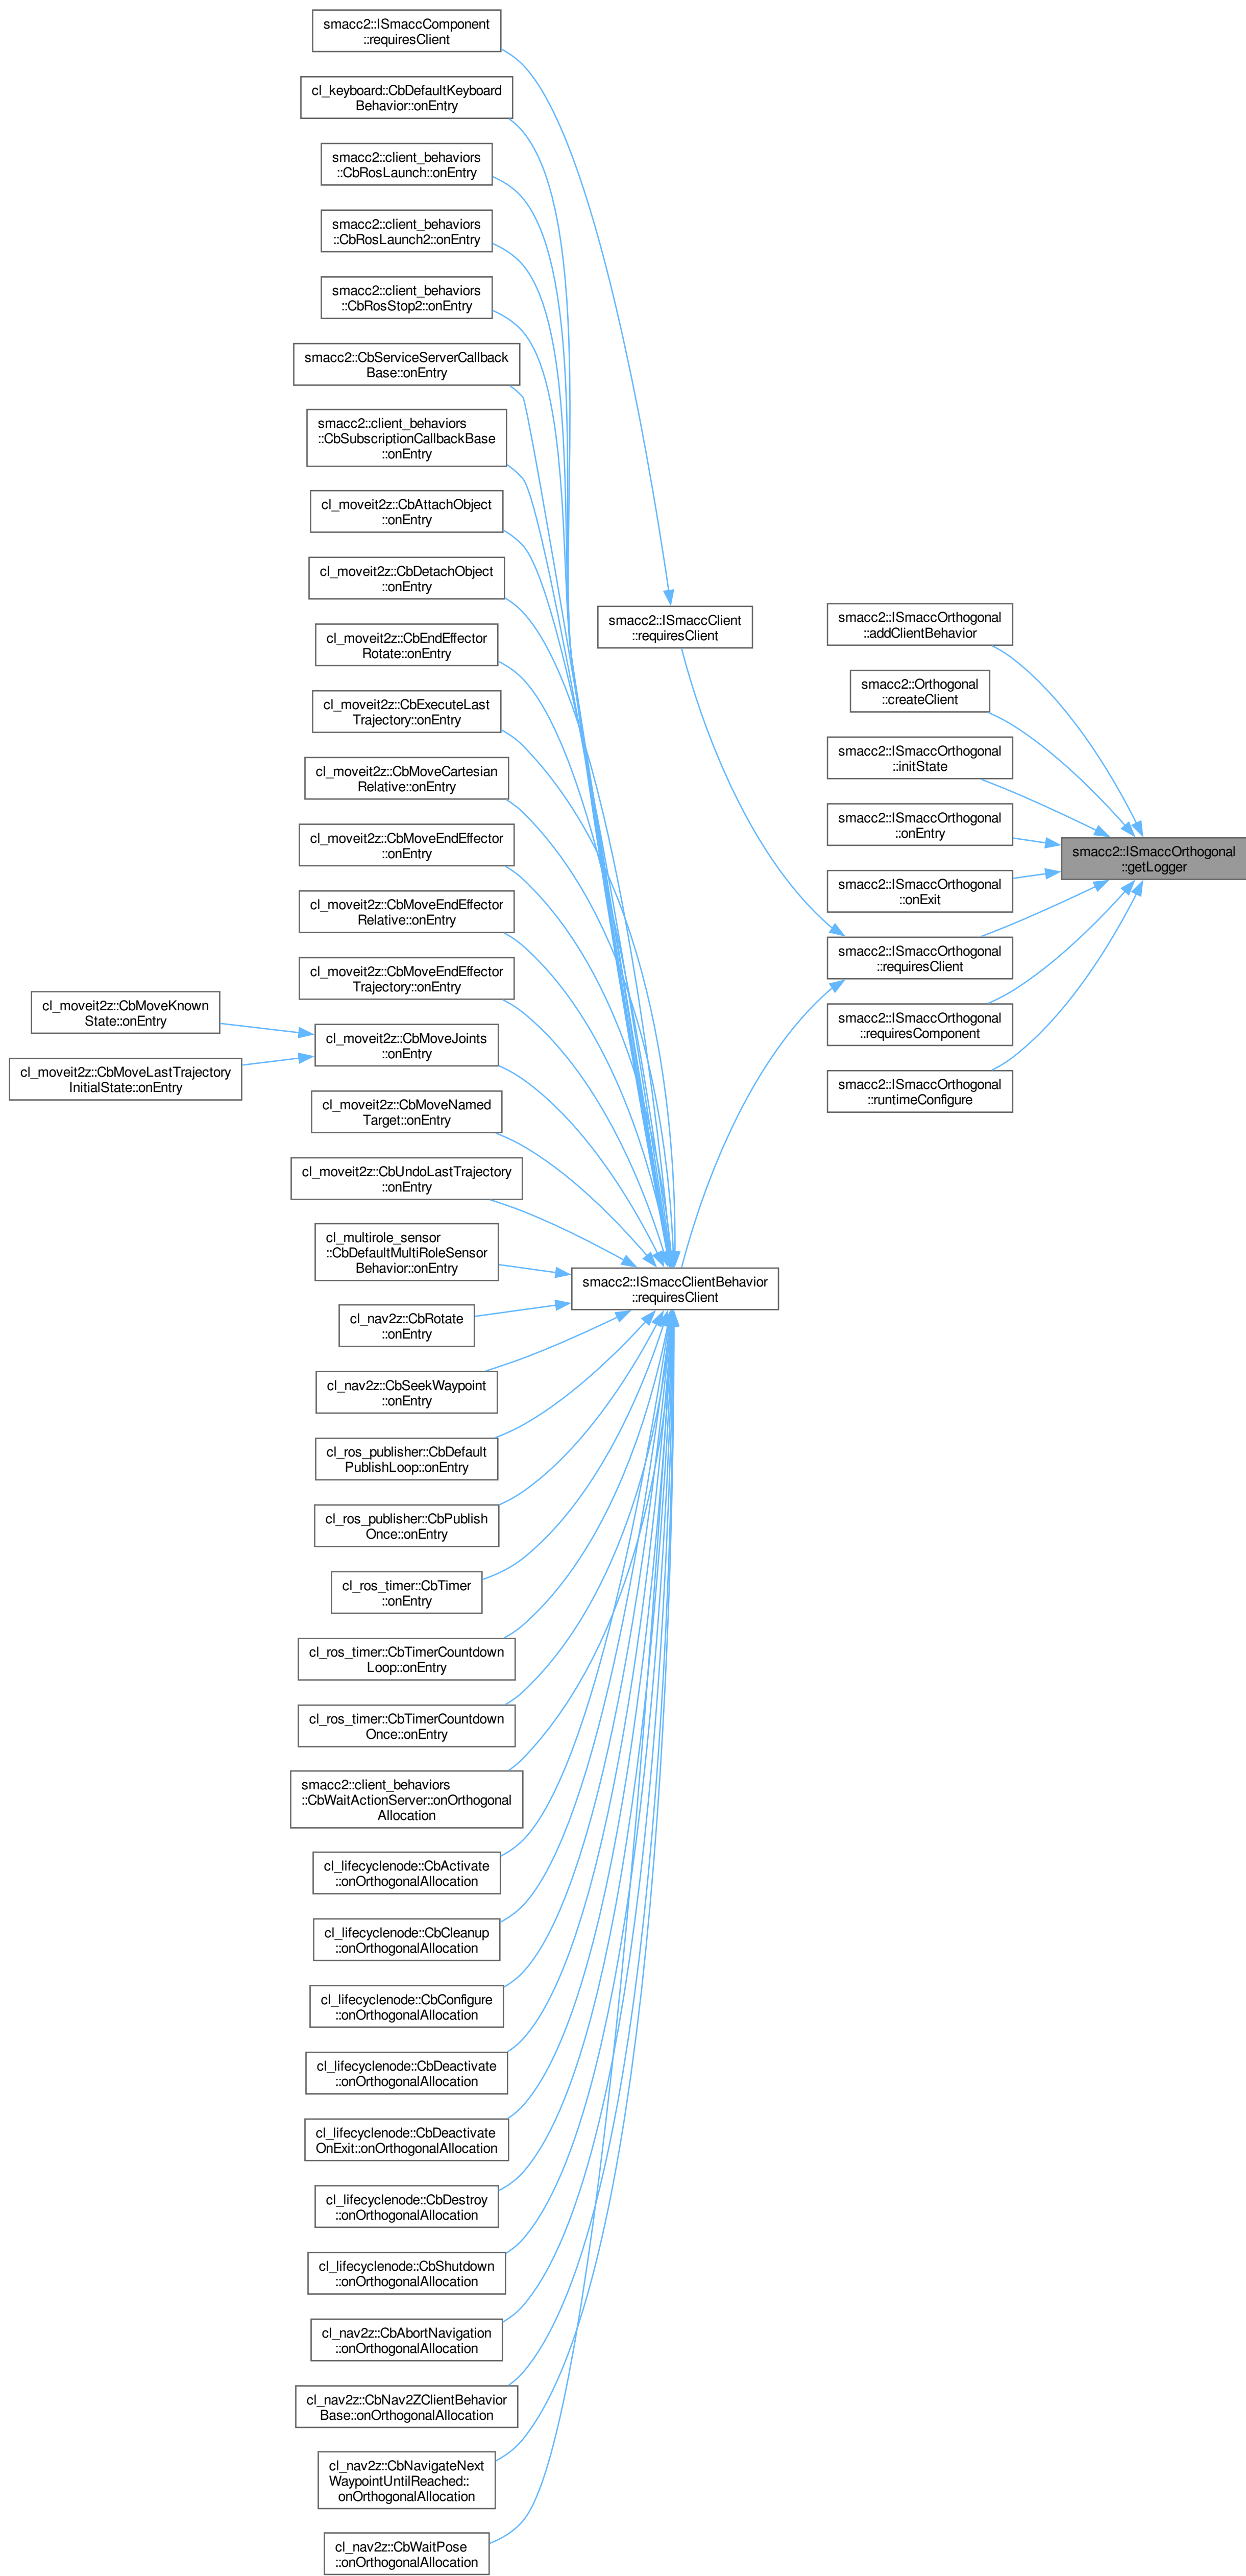 smacc2::ISmaccComponent
::requiresClient
cl_keyboard::CbDefaultKeyboard
Behavior::onEntry
smacc2::client_behaviors
::CbRosLaunch::onEntry
smacc2::client_behaviors
::CbRosLaunch2::onEntry
smacc2::client_behaviors
::CbRosStop2::onEntry
smacc2::CbServiceServerCallback
Base::onEntry
smacc2::client_behaviors
::CbSubscriptionCallbackBase
::onEntry
cl_moveit2z::CbAttachObject
::onEntry
cl_moveit2z::CbDetachObject
::onEntry
cl_moveit2z::CbEndEffector
Rotate::onEntry
cl_moveit2z::CbExecuteLast
Trajectory::onEntry
cl_moveit2z::CbMoveCartesian
Relative::onEntry
cl_moveit2z::CbMoveEndEffector
::onEntry
cl_moveit2z::CbMoveEndEffector
Relative::onEntry
cl_moveit2z::CbMoveEndEffector
Trajectory::onEntry
cl_moveit2z::CbMoveKnown
State::onEntry
cl_moveit2z::CbMoveLastTrajectory
InitialState::onEntry
cl_moveit2z::CbMoveJoints
::onEntry
cl_moveit2z::CbMoveNamed
Target::onEntry
cl_moveit2z::CbUndoLastTrajectory
::onEntry
cl_multirole_sensor
::CbDefaultMultiRoleSensor
Behavior::onEntry
cl_nav2z::CbRotate
::onEntry
cl_nav2z::CbSeekWaypoint
::onEntry
cl_ros_publisher::CbDefault
PublishLoop::onEntry
cl_ros_publisher::CbPublish
Once::onEntry
cl_ros_timer::CbTimer
::onEntry
cl_ros_timer::CbTimerCountdown
Loop::onEntry
cl_ros_timer::CbTimerCountdown
Once::onEntry
smacc2::client_behaviors
::CbWaitActionServer::onOrthogonal
Allocation
cl_lifecyclenode::CbActivate
::onOrthogonalAllocation
cl_lifecyclenode::CbCleanup
::onOrthogonalAllocation
cl_lifecyclenode::CbConfigure
::onOrthogonalAllocation
cl_lifecyclenode::CbDeactivate
::onOrthogonalAllocation
cl_lifecyclenode::CbDeactivate
OnExit::onOrthogonalAllocation
cl_lifecyclenode::CbDestroy
::onOrthogonalAllocation
cl_lifecyclenode::CbShutdown
::onOrthogonalAllocation
cl_nav2z::CbAbortNavigation
::onOrthogonalAllocation
cl_nav2z::CbNav2ZClientBehavior
Base::onOrthogonalAllocation
cl_nav2z::CbNavigateNext
WaypointUntilReached::
onOrthogonalAllocation
cl_nav2z::CbWaitPose
::onOrthogonalAllocation
smacc2::ISmaccClient
::requiresClient
smacc2::ISmaccClientBehavior
::requiresClient
smacc2::ISmaccOrthogonal
::addClientBehavior
smacc2::Orthogonal
::createClient
smacc2::ISmaccOrthogonal
::initState
smacc2::ISmaccOrthogonal
::onEntry
smacc2::ISmaccOrthogonal
::onExit
smacc2::ISmaccOrthogonal
::requiresClient
smacc2::ISmaccOrthogonal
::requiresComponent
smacc2::ISmaccOrthogonal
::runtimeConfigure
smacc2::ISmaccOrthogonal
::getLogger